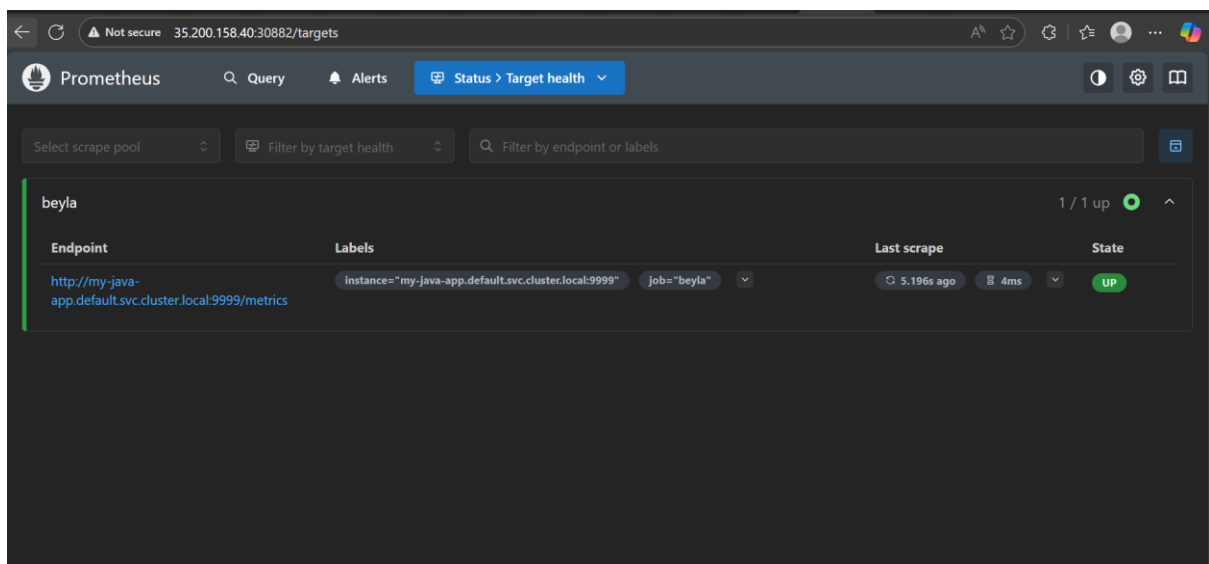 Not secure 35.200.158.40:30882/targets
Prometheus Query Alerts Status > Target health
Select scrape pool Filter by target health Filter by endpoint or labels
beyla 1 / 1 up
Endpoint Labels Last scrape State
http://my-java-
app.default.svc.cluster.local:9999/metrics
instance="my-java-app.default.svc.cluster.local:9999" job="beyla" 5.196s ago 4ms UP